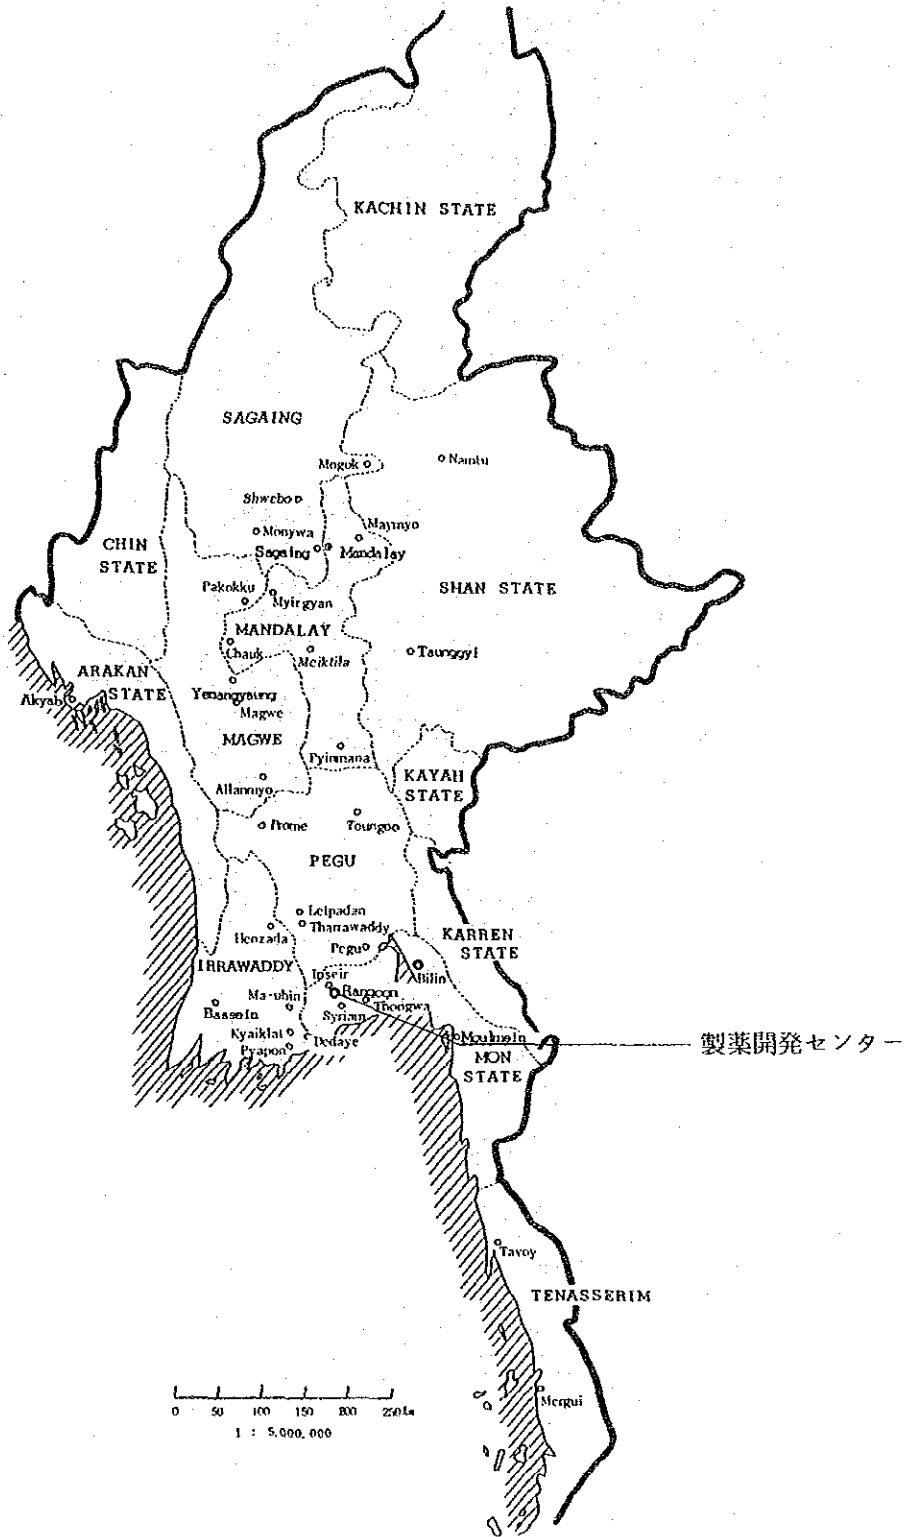 KACHIN STATE
SAGAING
Mogok
Namtu
Shwebo
Monywa
Maymyo
Sagaing
Mandalay
CHIN
STATE
SHAN STATE
Pakokku
Myirgyan
MANDALAY
Chauk
Meiktila
Taunggyi
ARAKAN
STATE
Akyab
Yenangyaung
Magwe
MAGWE
Pyinmana
KAYAH
STATE
Allanmyo
Prome
Toungoo
PEGU
Letpadan
Tharrawaddy
Henzada
Pegu
KARREN
STATE
IRRAWADDY
Bilin
Inseir
Ma-ubin
Rangoon
Thongwa
Bassein
Syriam
Kyaiklat
Dedaye
Pyapon
Moulmein
製薬開発センター
MON
STATE
Tavoy
TENASSERIM
Mergui
0 50 100 150 200 250km
1 : 5,000,000